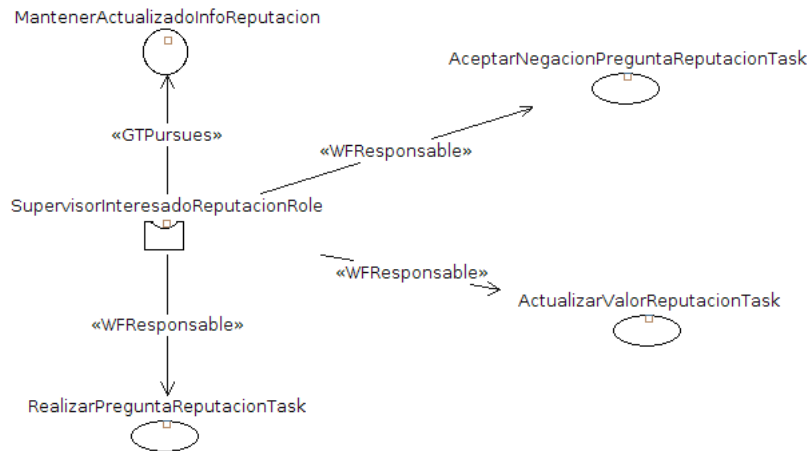 MantenerActualizadoInfoReputacion
AceptarNegacionPreguntaReputacionTask
«GTPursues»
«WFResponsable»
SupervisorInteresadoReputacionRole
«WFResponsable»
ActualizarValorReputacionTask
«WFResponsable»
RealizarPreguntaReputacionTask